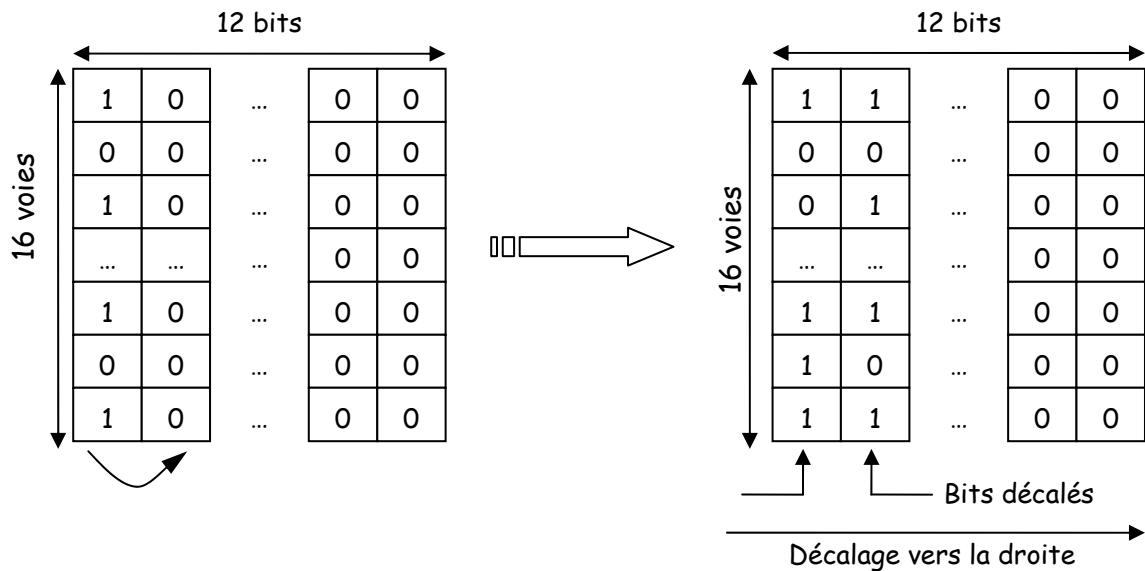 12 bits
12 bits
16 voies
1 0 ... 0 0
0 0 ... 0 0
1 0 ... 0 0
... ... ... 0 0
1 0 ... 0 0
0 0 ... 0 0
1 0 ... 0 0
16 voies
1 1 ... 0 0
0 0 ... 0 0
0 1 ... 0 0
... ... ... 0 0
1 1 ... 0 0
1 0 ... 0 0
1 1 ... 0 0
Bits décalés
Décalage vers la droite